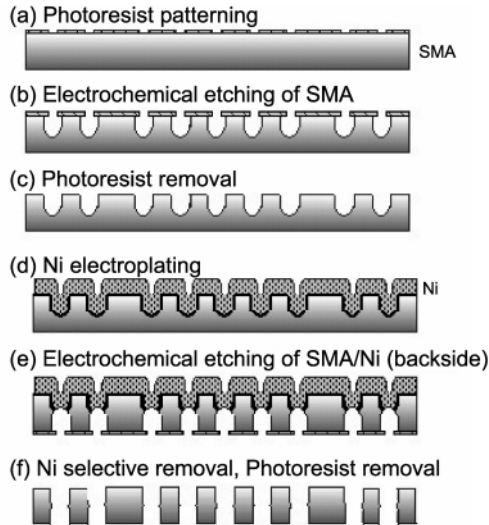 (a) Photoresist patterning
SMA
(b) Electrochemical etching of SMA
(c) Photoresist removal
(d) Ni electroplating
Ni
(e) Electrochemical etching of SMA/Ni (backside)
(f) Ni selective removal, Photoresist removal